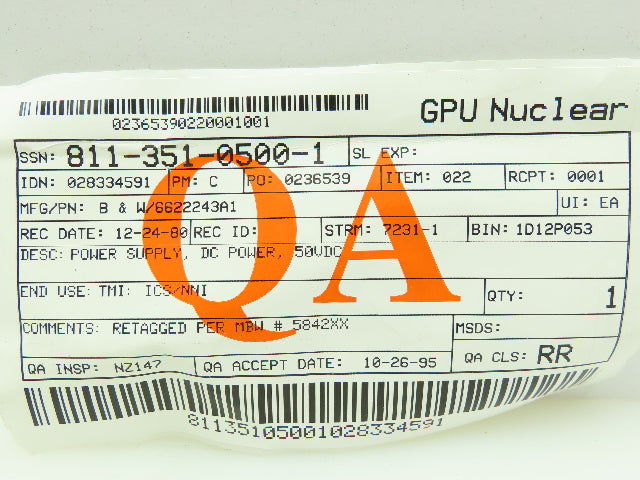 02365390220001001
GPU Nuclear
SSN: 811-351-0500-1 SL EXP:
IDN: 028334591 PM: C PO: 0236539 ITEM: 022 RCPT: 0001
MFG/PN: B & W/6622243A1 UI: EA
REC DATE: 12-24-80 REC ID: STRM: 7231-1 BIN: 1D12P053
DESC: POWER SUPPLY, DC POWER, 50VDC
END USE: TMI: ICS/NNI QTY: 1
COMMENTS: RETAGGED PER MBW # 5842XX MSDS:
QA INSP: NZ147 QA ACCEPT DATE: 10-26-95 QA CLS: RR
QA
81135105001028334591